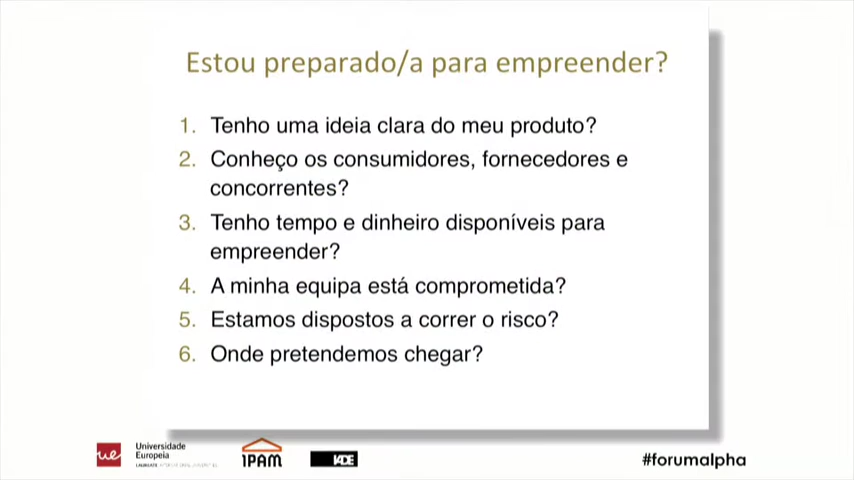 Estou preparado/a para empreender?
1. Tenho uma ideia clara do meu produto?
2. Conheço os consumidores, fornecedores e
concorrentes?
3. Tenho tempo e dinheiro disponíveis para
empreender?
4. A minha equipa está comprometida?
5. Estamos dispostos a correr o risco?
6. Onde pretendemos chegar?
ue
Universidade
Europeia
IPAM
IADE
#forumalpha